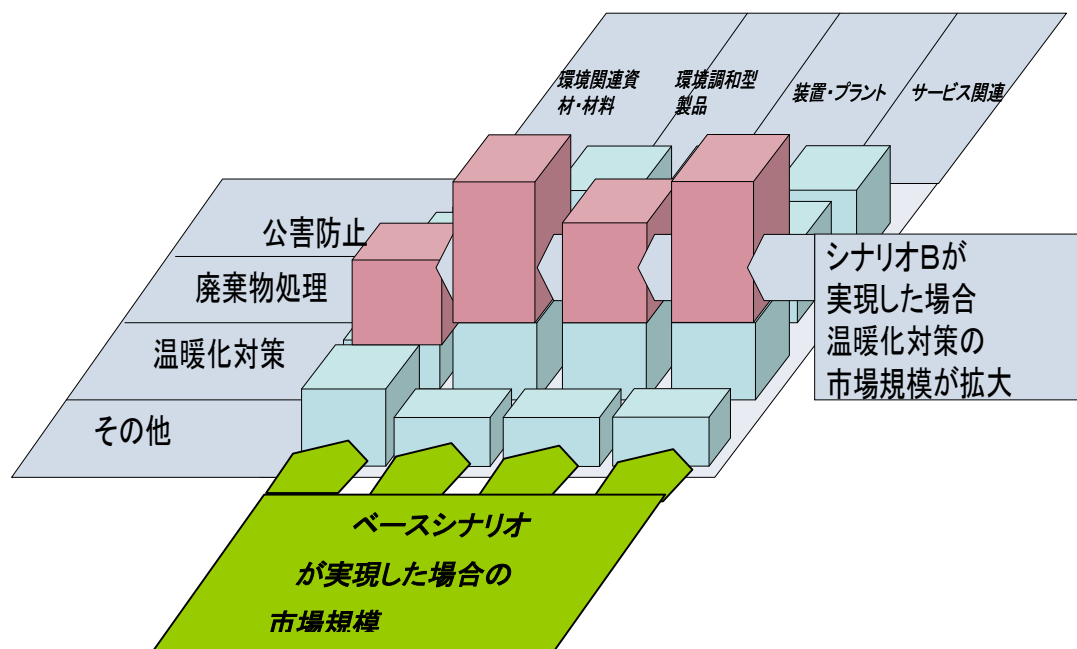 環境関連資
材・材料
環境調和型
製品
装置・プラント
サービス関連
公害防止
廃棄物処理
温暖化対策
その他
シナリオBが
実現した場合
温暖化対策の
市場規模が拡大
ベースシナリオ
が実現した場合の
市場規模